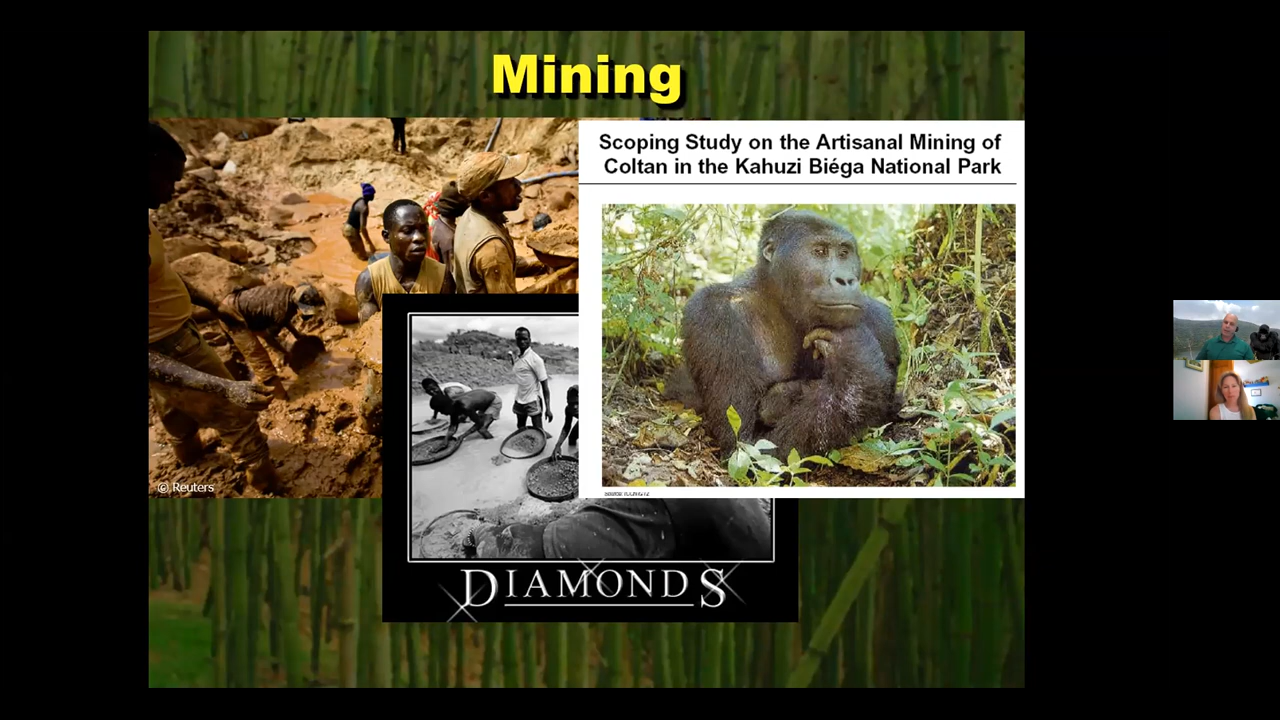 Mining
Scoping Study on the Artisanal Mining of
Coltan in the Kahuzi Biéga National Park
© Reuters
DIAMONDS